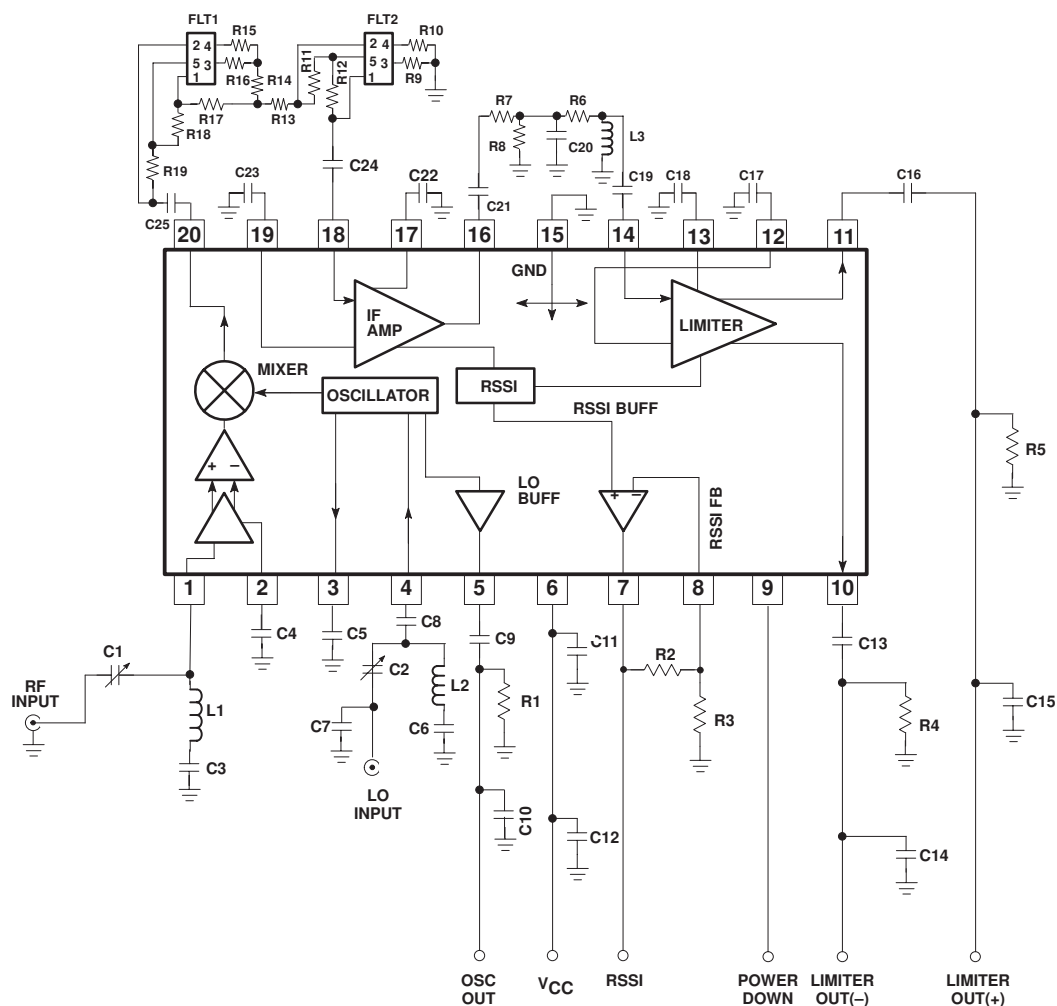 FLT1 FLT2
R15 R10
2 4 2 4
5 3 5 3
1 1
R16 R14 R11 R12 R9
R17 R13
R18
R19
R7 R6
R8 C20 L3
C25 C23 C24 C22 C21 C19 C18 C17 C16
20 19 18 17 16 15 14 13 12 11
GND
IF
AMP
LIMITER
MIXER
OSCILLATOR
RSSI
RSSI BUFF
+ −
LO
BUFF
+ −
RSSI FB
R5
1 2 3 4 5 6 7 8 9 10
C1 C4 C5 C8 C9 C11 C13
RF
INPUT
L1 C2 L2 R1 R2 R3 R4 C15
C3 C7 C6
LO
INPUT
C10 C12 C14
OSC
OUT
VCC
RSSI
POWER
DOWN
LIMITER
OUT(−)
LIMITER
OUT(+)